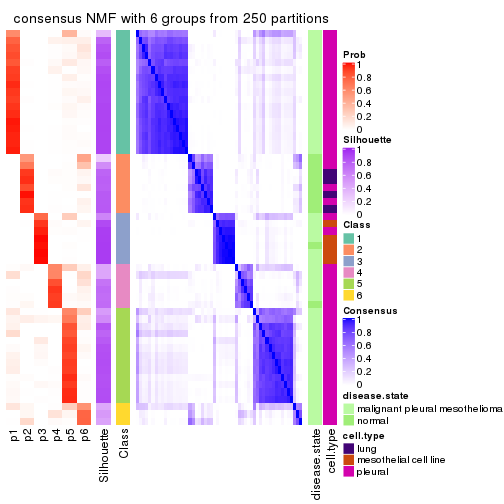 consensus NMF with 6 groups from 250 partitions
Prob
1
0.8
0.6
0.4
0.2
0
Silhouette
1
0.8
0.6
0.4
0.2
0
Class
1
2
3
4
5
6
Consensus
1
0.8
0.6
0.4
0.2
0
disease.state
malignant pleural mesothelioma
normal
cell.type
lung
mesothelial cell line
pleural
p1
p2
p3
p4
p5
p6
Silhouette
Class
disease.state
cell.type